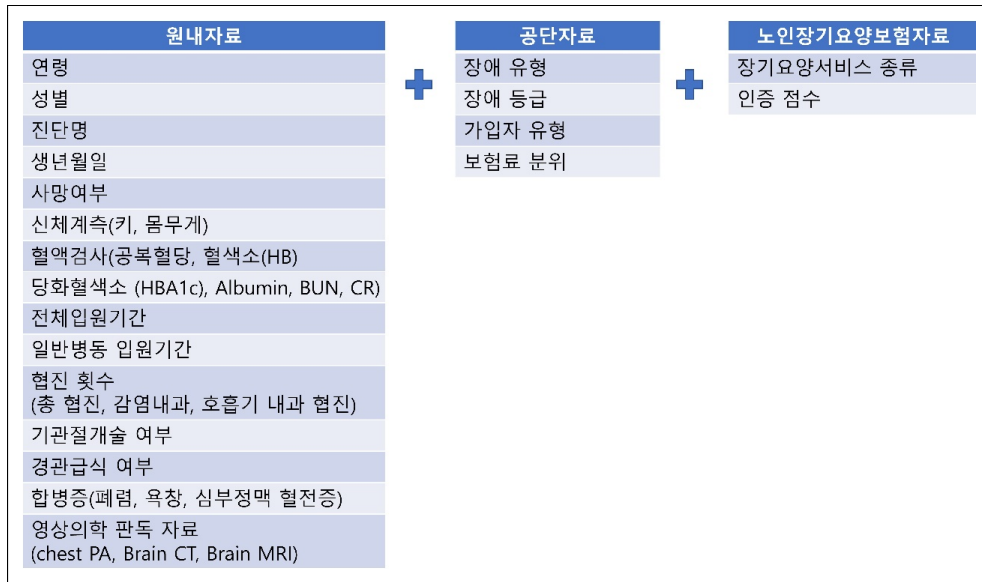 원내자료
연령
성별
진단명
생년월일
사망여부
신체계측(키, 몸무게)
혈액검사(공복혈당, 혈색소(HB)
당화혈색소 (HBA1c), Albumin, BUN, CR)
전체입원기간
일반병동 입원기간
협진 횟수
(총 협진, 감염내과, 호흡기 내과 협진)
기관절개술 여부
경관급식 여부
합병증(폐렴, 욕창, 심부정맥 혈전증)
영상의학 판독 자료
(chest PA, Brain CT, Brain MRI)
공단자료
장애 유형
장애 등급
가입자 유형
보험료 분위
노인장기요양보험자료
장기요양서비스 종류
인증 점수